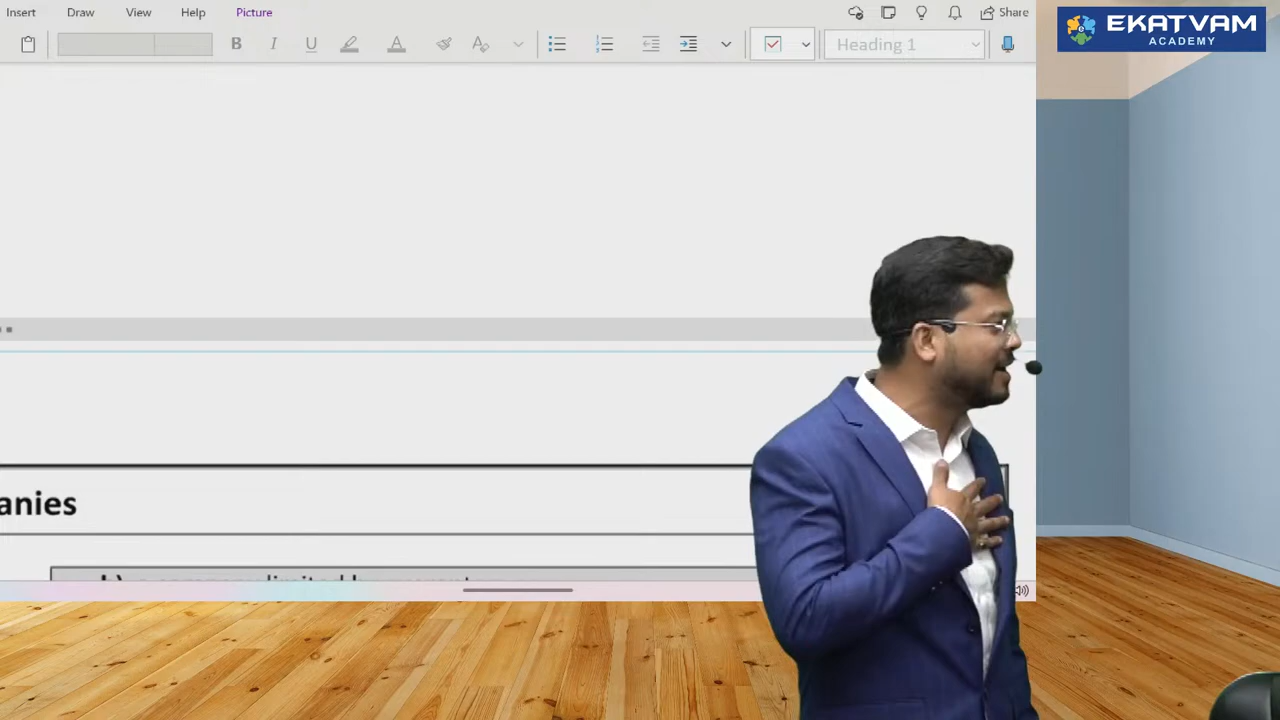 Insert Draw View Help Picture Share
B I U A Heading 1
EKATVAM
ACADEMY
anies